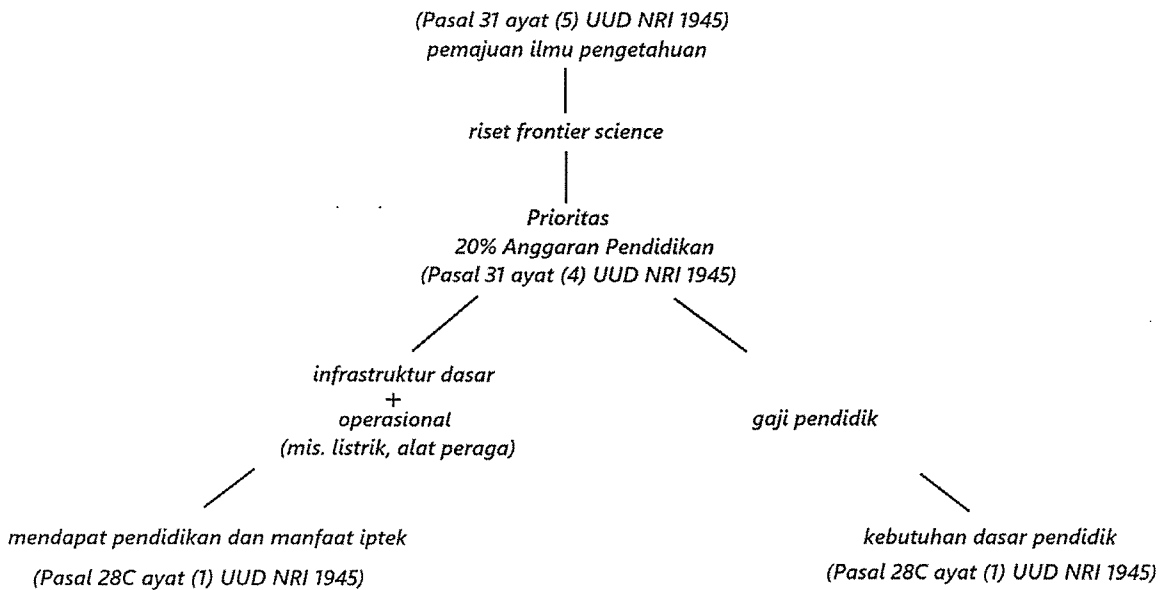 (Pasal 31 ayat (5) UUD NRI 1945)
pemajuan ilmu pengetahuan
riset frontier science
Prioritas
20% Anggaran Pendidikan
(Pasal 31 ayat (4) UUD NRI 1945)
infrastruktur dasar
+
operasional
(mis. listrik, alat peraga)
gaji pendidik
mendapat pendidikan dan manfaat iptek
(Pasal 28C ayat (1) UUD NRI 1945)
kebutuhan dasar pendidik
(Pasal 28C ayat (1) UUD NRI 1945)